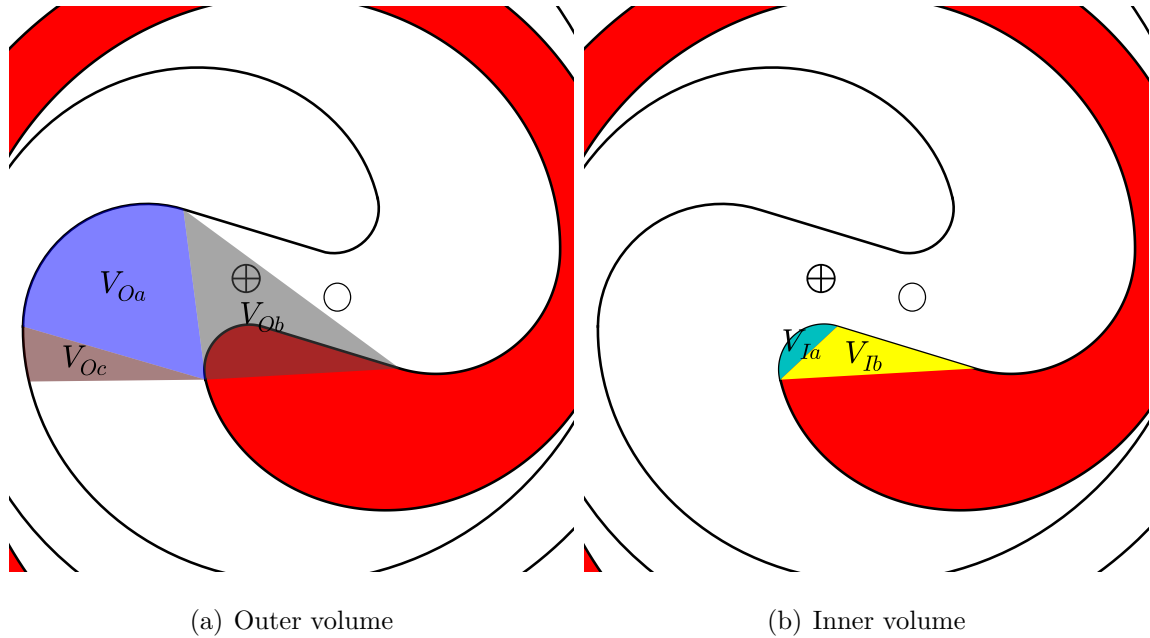 V_{Oa}
V_{Ob}
V_{Oc}
V_{Ia}
V_{Ib}
(a) Outer volume
(b) Inner volume